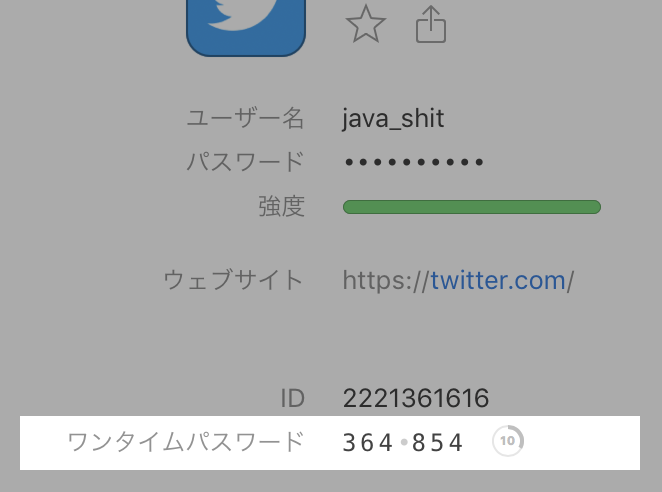 ユーザー名 java_shit
パスワード ••••••••••
強度
ウェブサイト https://twitter.com/
ID 2221361616
ワンタイムパスワード 364•854 10